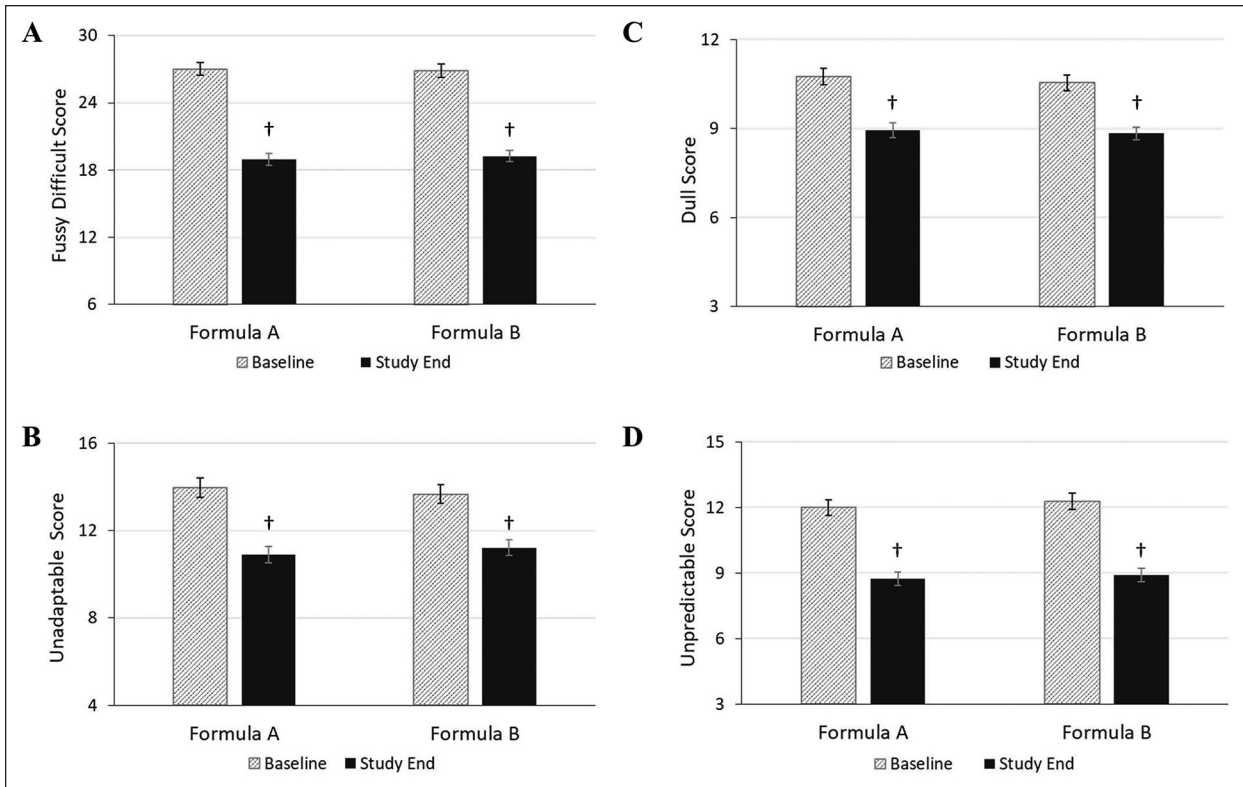 A
Fussy Difficult Score
30
24
18
12
6
†
†
Formula A
Formula B
Baseline
Study End
C
Dull Score
12
9
6
3
†
†
Formula A
Formula B
Baseline
Study End
B
Unadaptable Score
16
12
8
4
†
†
Formula A
Formula B
Baseline
Study End
D
Unpredictable Score
15
12
9
6
3
†
†
Formula A
Formula B
Baseline
Study End